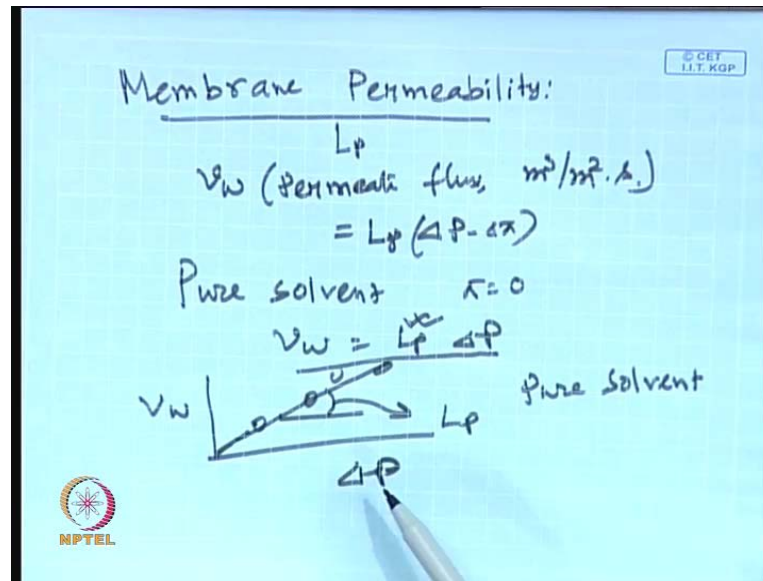 © CET
I.I.T. KGP
Membrane Permeability:
Lp
Vw (Permeate flux, m³/m².s.)
= Lp (ΔP - Δπ)
Pure solvent π = 0
Vw = Lp ΔP
Vw Lp Pure solvent
ΔP
NPTEL